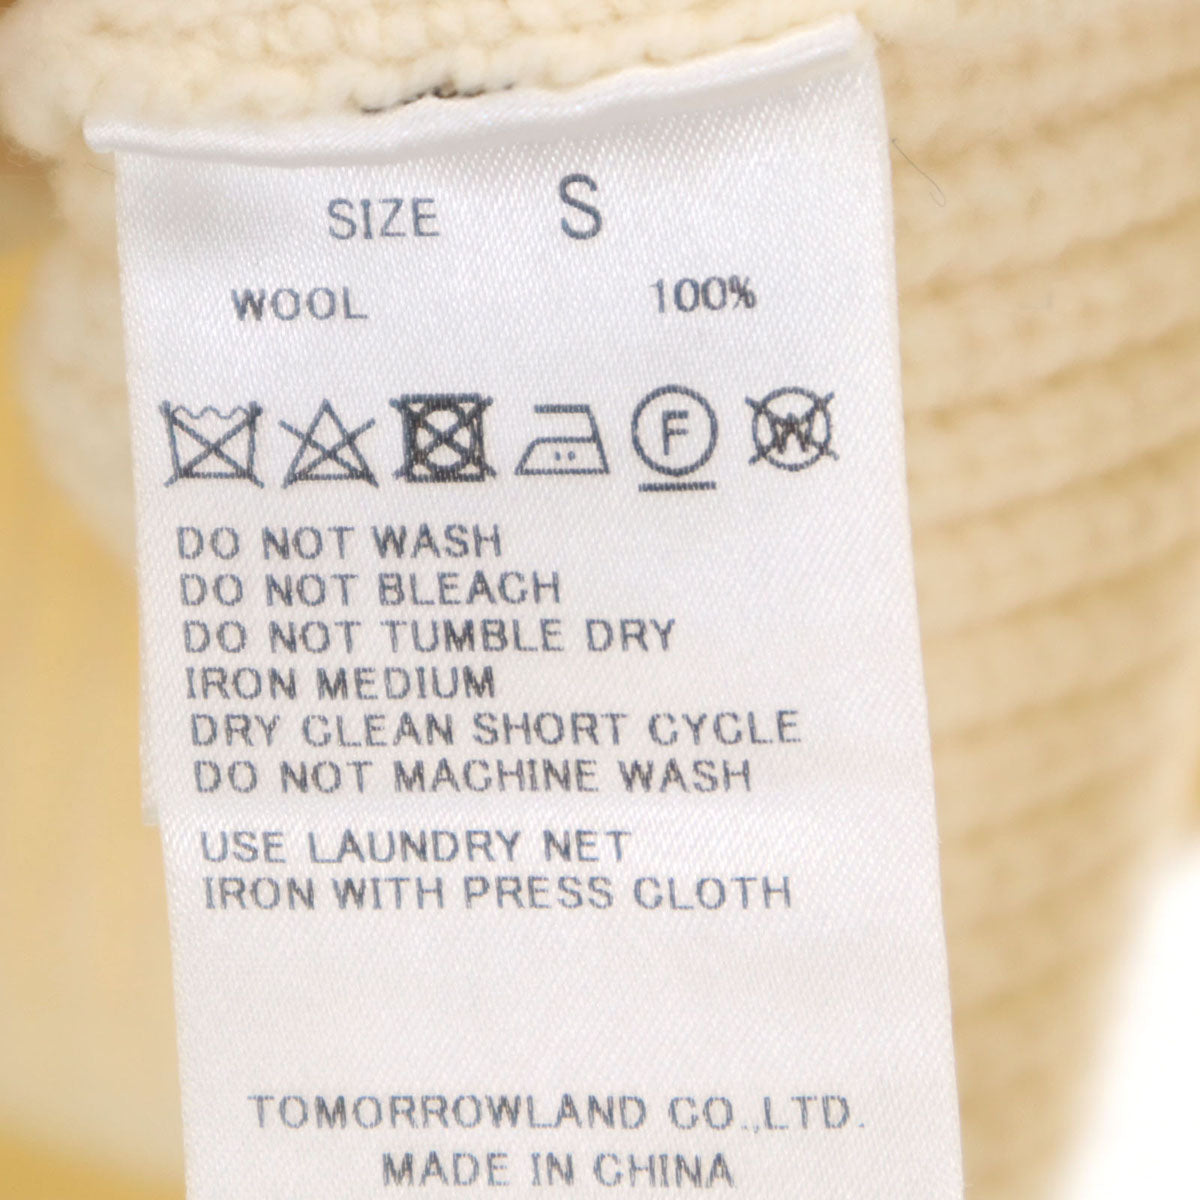 SIZE S
WOOL 100%
F W
DO NOT WASH
DO NOT BLEACH
DO NOT TUMBLE DRY
IRON MEDIUM
DRY CLEAN SHORT CYCLE
DO NOT MACHINE WASH
USE LAUNDRY NET
IRON WITH PRESS CLOTH
TOMORROWLAND CO.,LTD.
MADE IN CHINA